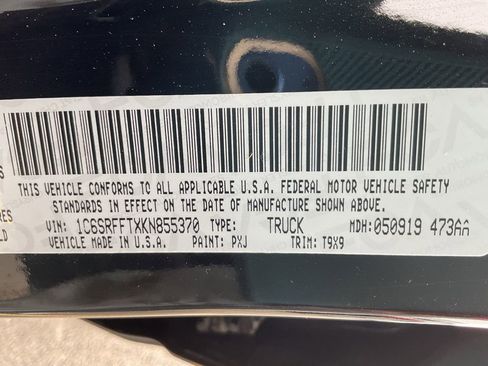 THIS VEHICLE CONFORMS TO ALL APPLICABLE U.S.A. FEDERAL MOTOR VEHICLE SAFETY
STANDARDS IN EFFECT ON THE DATE OF MANUFACTURE SHOWN ABOVE.
VIN: 1C6SRFFTXKN855370 TYPE: TRUCK MDH: 050919 473AA
VEHICLE MADE IN U.S.A. PAINT: PXJ TRIM: T9X9